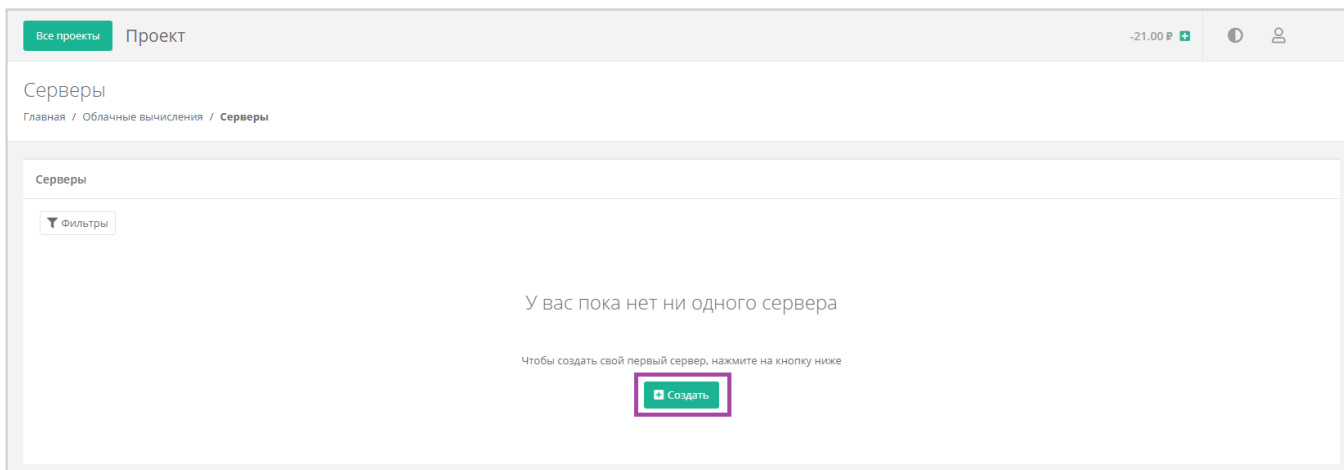 Все проекты Проект -21.00 ₽
Серверы
Главная / Облачные вычисления / Серверы
Серверы
Фильтры
У вас пока нет ни одного сервера
Чтобы создать свой первый сервер, нажмите на кнопку ниже
Создать